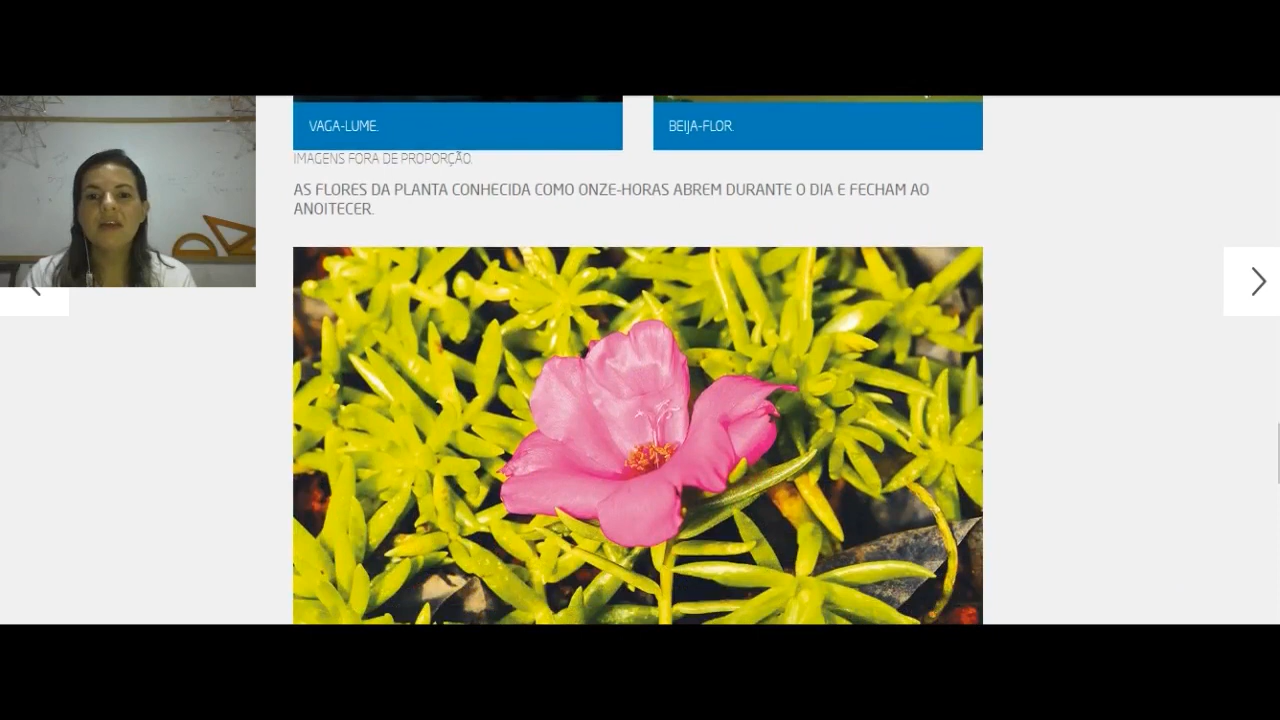 VAGA-LUME.
BEIJA-FLOR.
IMAGENS FORA DE PROPORÇÃO.
AS FLORES DA PLANTA CONHECIDA COMO ONZE-HORAS ABREM DURANTE O DIA E FECHAM AO
ANOITECER.